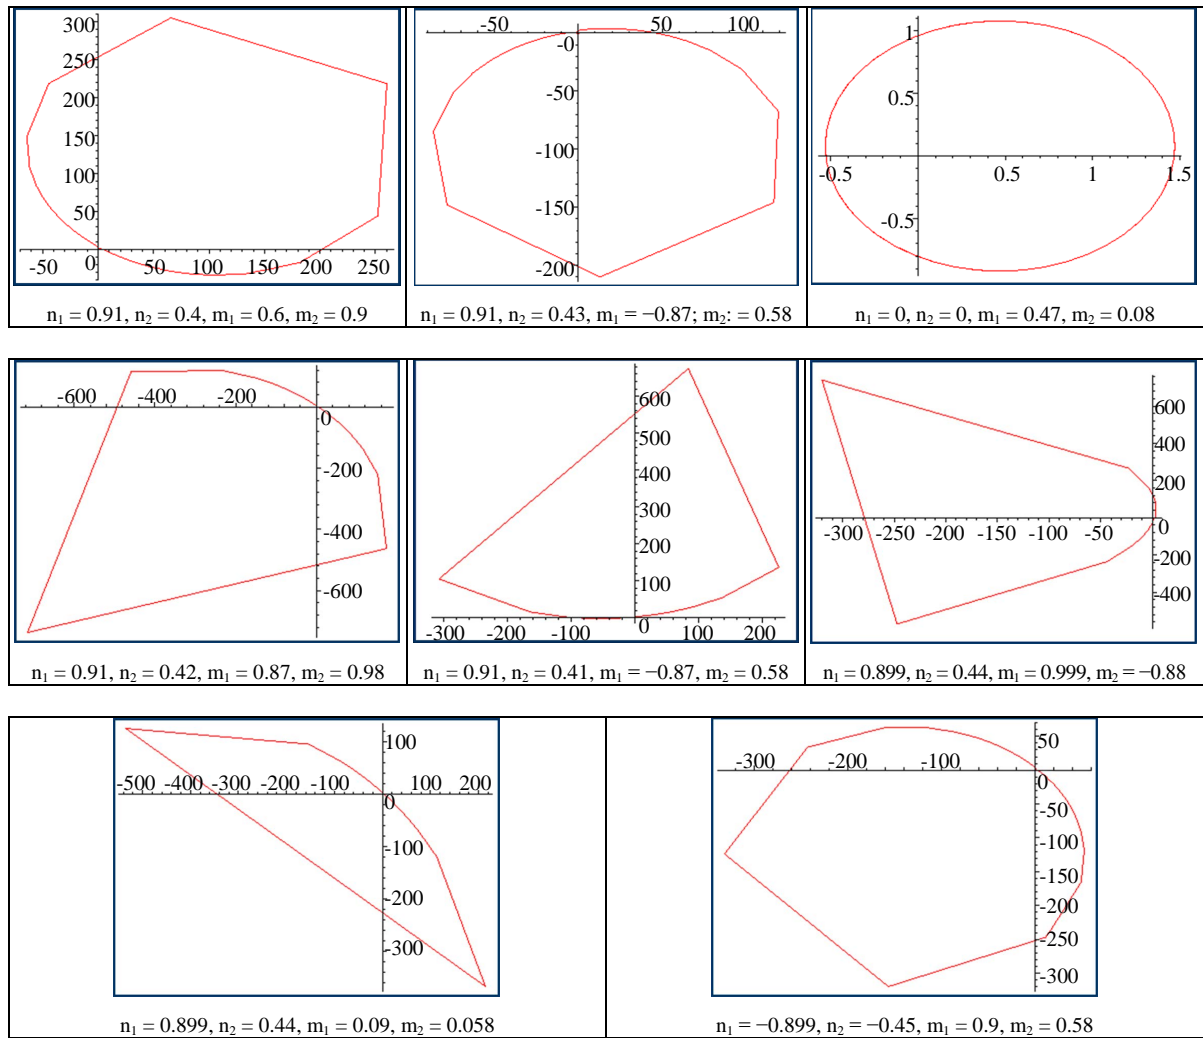 300
250
200
150
100
50
0
-50 50 100 150 200 250
-50 50 100
-0
-50
-100
-150
-200
1
0.5
-0.5 0.5 1 1.5
-0.5
n₁ = 0.91, n₂ = 0.4, m₁ = 0.6, m₂ = 0.9
n₁ = 0.91, n₂ = 0.43, m₁ = −0.87; m₂: = 0.58
n₁ = 0, n₂ = 0, m₁ = 0.47, m₂ = 0.08
-600 -400 -200
0
-200
-400
-600
600
500
400
300
200
100
0
-300 -200 -100 100 200
600
400
200
-300 -250 -200 -150 -100 -50
0
-200
-400
n₁ = 0.91, n₂ = 0.42, m₁ = 0.87, m₂ = 0.98
n₁ = 0.91, n₂ = 0.41, m₁ = −0.87, m₂ = 0.58
n₁ = 0.899, n₂ = 0.44, m₁ = 0.999, m₂ = −0.88
100
-500 -400 -300 -200 -100 100 200
0
-100
-200
-300
50
-300 -200 -100
0
-50
-100
-150
-200
-250
-300
n₁ = 0.899, n₂ = 0.44, m₁ = 0.09, m₂ = 0.058
n₁ = −0.899, n₂ = −0.45, m₁ = 0.9, m₂ = 0.58